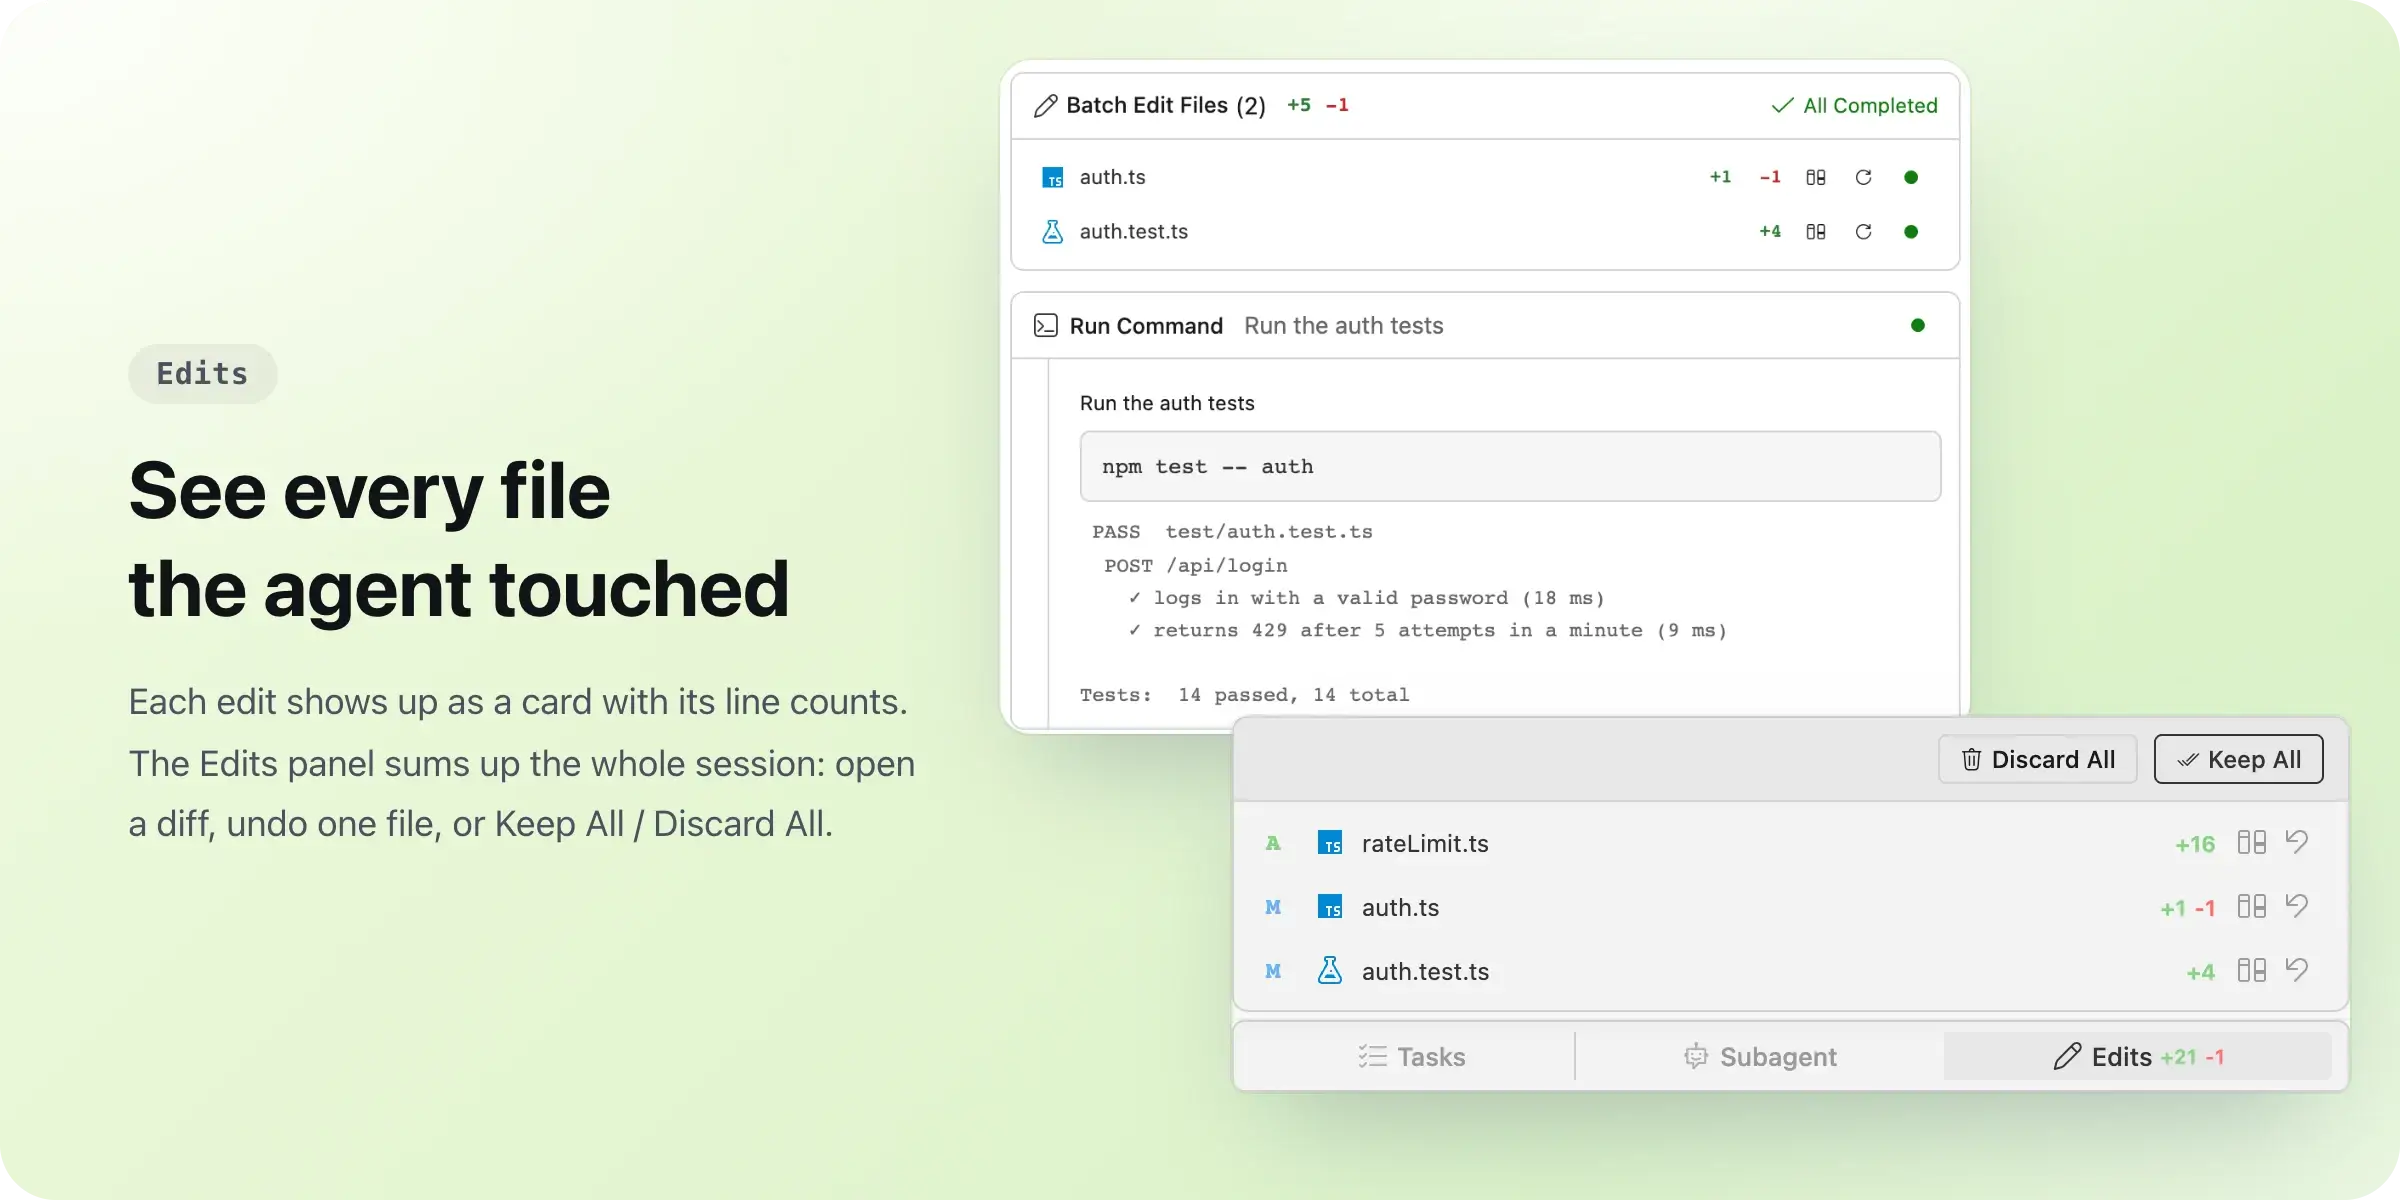 Edits
See every file
the agent touched
Each edit shows up as a card with its line counts.
The Edits panel sums up the whole session: open
a diff, undo one file, or Keep All / Discard All.
Batch Edit Files (2) +5 -1 All Completed
TS auth.ts +1 -1
auth.test.ts +4
Run Command Run the auth tests
Run the auth tests
npm test -- auth
PASS test/auth.test.ts
POST /api/login
✓ logs in with a valid password (18 ms)
✓ returns 429 after 5 attempts in a minute (9 ms)
Tests: 14 passed, 14 total
Discard All Keep All
A TS rateLimit.ts +16
M TS auth.ts +1 -1
M auth.test.ts +4
Tasks Subagent Edits +21 -1